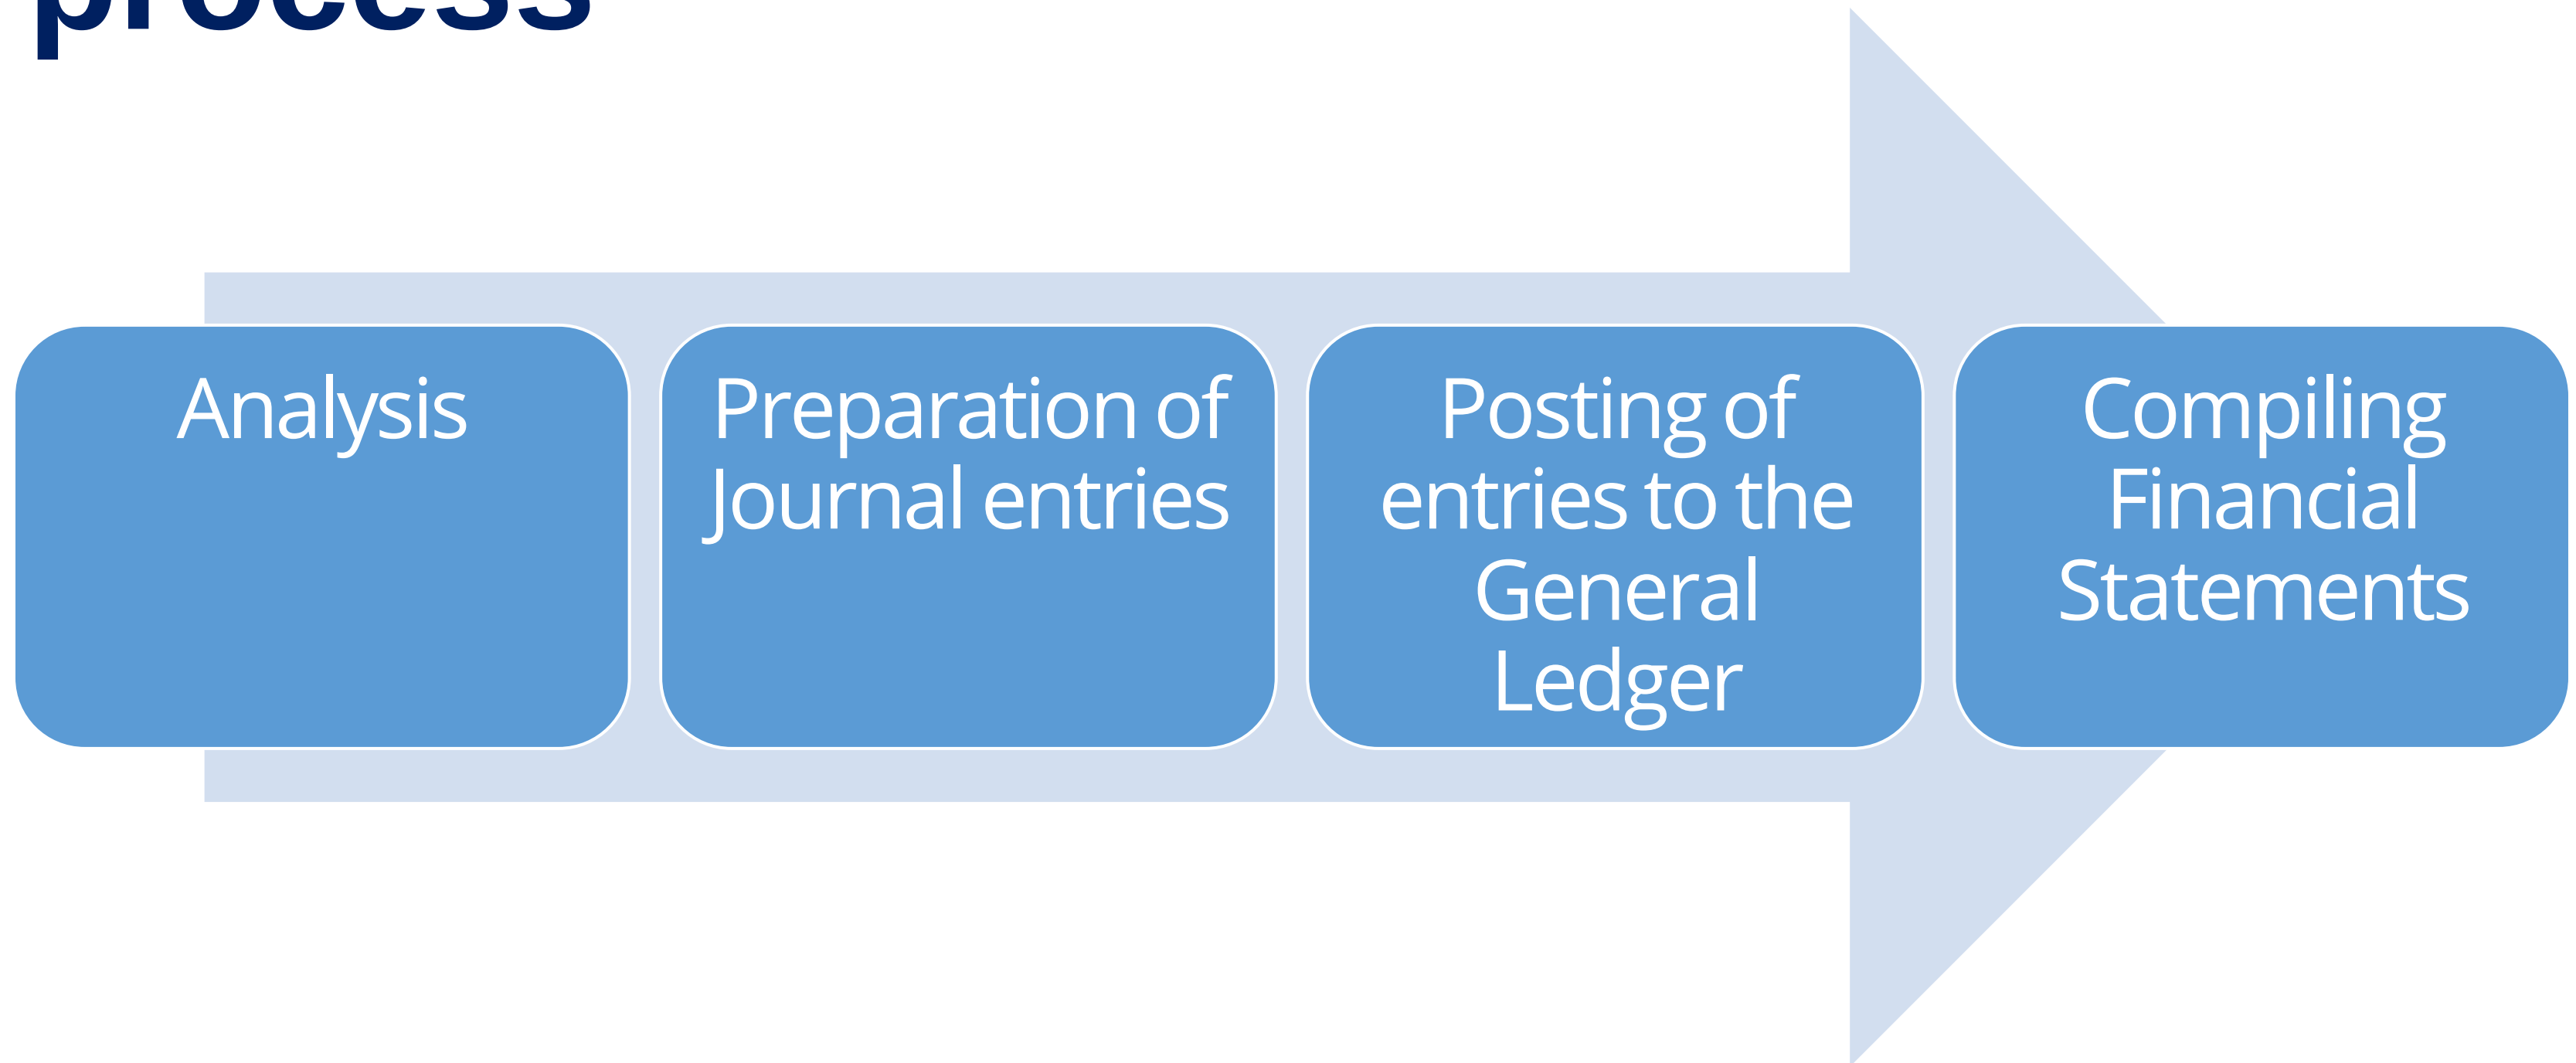 process
Analysis
Preparation of
Journal entries
Posting of
entries to the
General
Ledger
Compiling
Financial
Statements